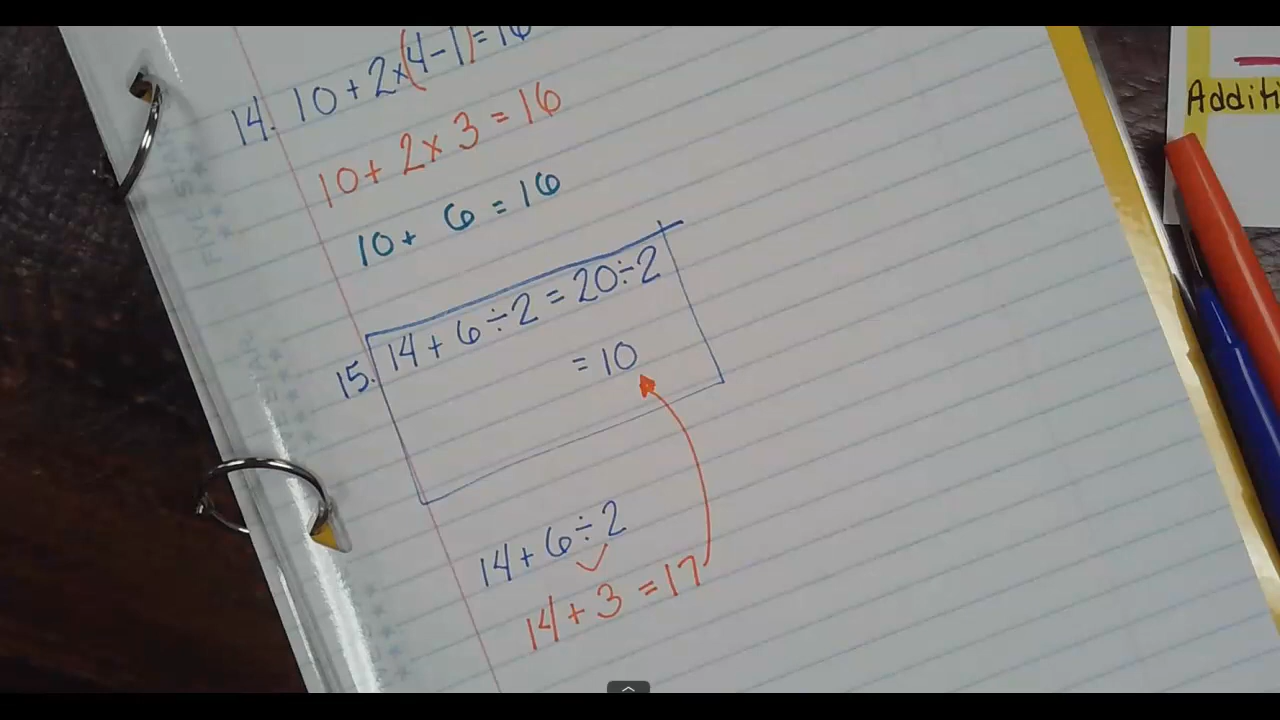 14. 10 + 2 × (4 - 1) = 16
10 + 2 × 3 = 16
10 + 6 = 16
15. 14 + 6 ÷ 2 = 20 ÷ 2
= 10
14 + 6 ÷ 2
14 + 3 = 17
Additi